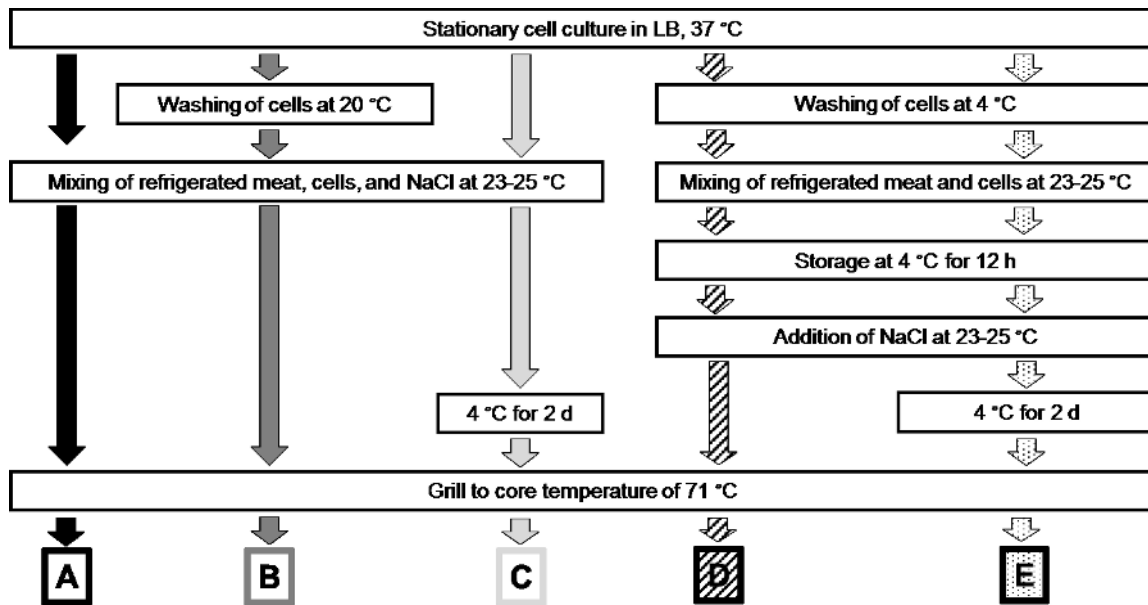 Stationary cell culture in LB, 37 °C
Washing of cells at 20 °C
Washing of cells at 4 °C
Mixing of refrigerated meat, cells, and NaCl at 23-25 °C
Mixing of refrigerated meat and cells at 23-25 °C
Storage at 4 °C for 12 h
Addition of NaCl at 23-25 °C
4 °C for 2 d
4 °C for 2 d
Grill to core temperature of 71 °C
A
B
C
D
E